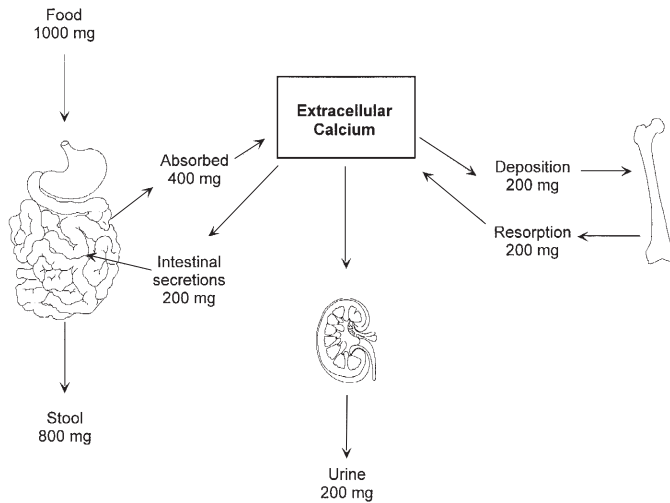 Food
1000 mg
Extracellular
Calcium
Absorbed
400 mg
Deposition
200 mg
Resorption
200 mg
Intestinal
secretions
200 mg
Stool
800 mg
Urine
200 mg